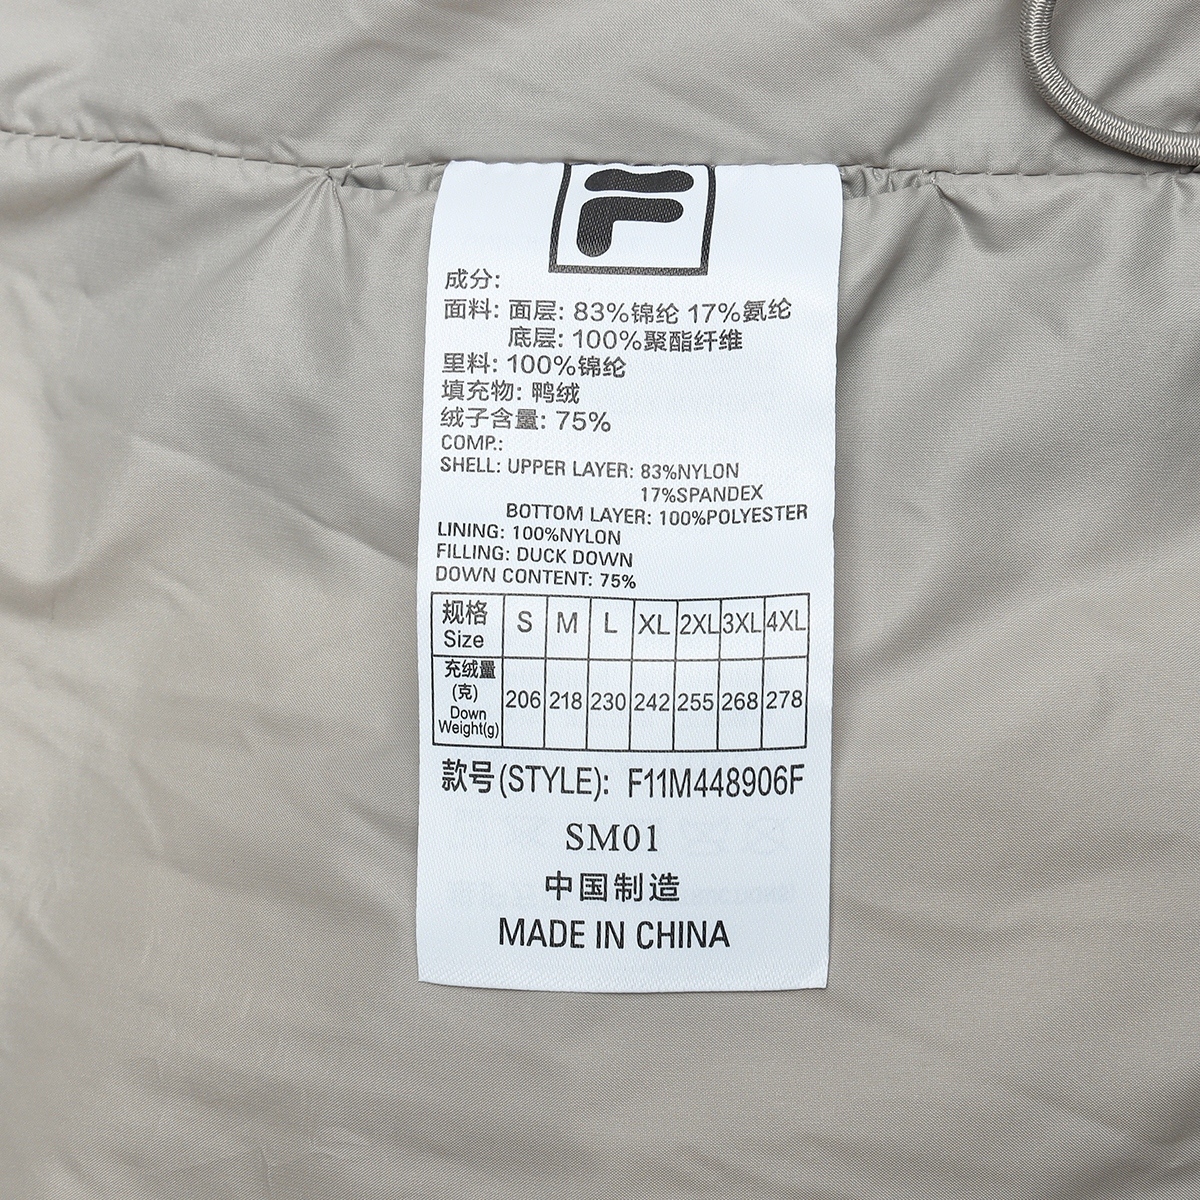 成分:
面料: 面层: 83%锦纶 17%氨纶
底层: 100%聚酯纤维
里料: 100%锦纶
填充物: 鸭绒
绒子含量: 75%
COMP.:
SHELL: UPPER LAYER: 83%NYLON
17%SPANDEX
BOTTOM LAYER: 100%POLYESTER
LINING: 100%NYLON
FILLING: DUCK DOWN
DOWN CONTENT: 75%
规格 Size S M L XL 2XL 3XL 4XL
充绒量(克) Down Weight(g) 206 218 230 242 255 268 278
款号(STYLE): F11M448906F
SM01
中国制造
MADE IN CHINA